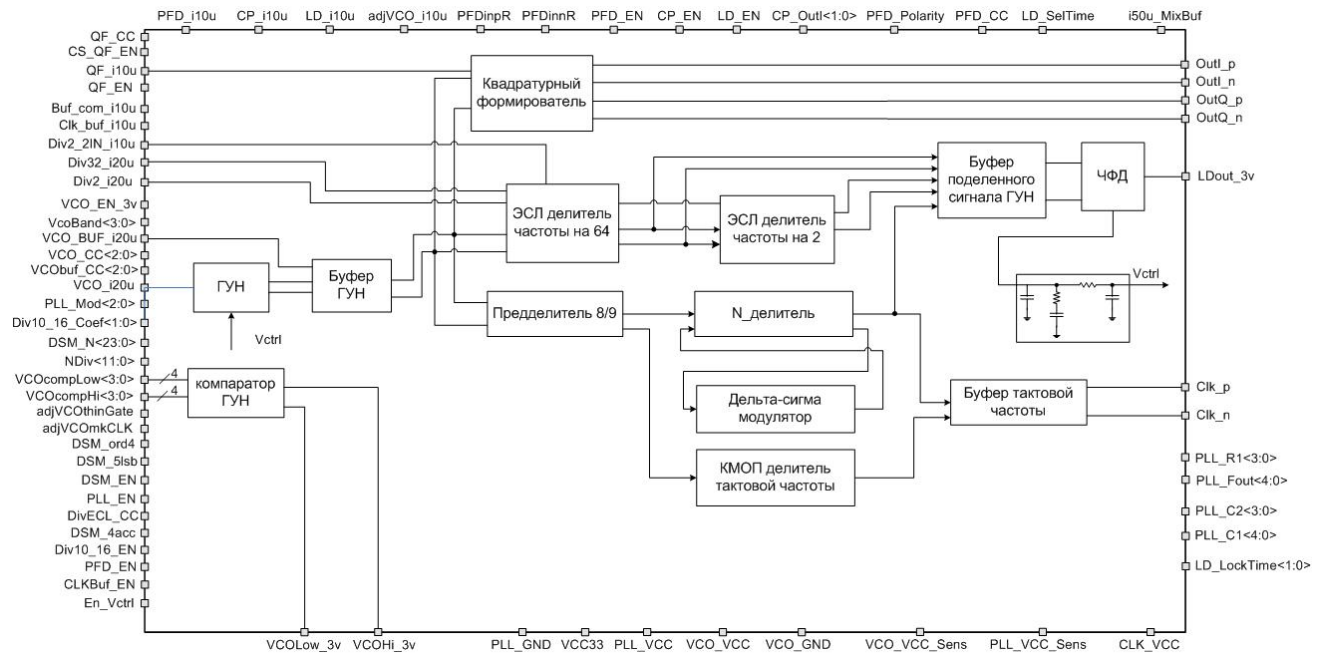 PFD_i10u CP_i10u LD_i10u adjVCO_i10u PFDinpR PFDinnR PFD_EN CP_EN LD_EN CP_OutI<1:0> PFD_Polarity PFD_CC LD_SelTime i50u_MixBuf
QF_CC
CS_QF_EN
QF_i10u
QF_EN
Buf_com_i10u
Clk_buf_i10u
Div2_2IN_i10u
Div32_i20u
Div2_i20u
VCO_EN_3v
VcoBand<3:0>
VCO_BUF_i20u
VCO_CC<2:0>
VCObuf_CC<2:0>
VCO_i20u
PLL_Mod<2:0>
Div10_16_Coef<1:0>
DSM_N<23:0>
NDiv<11:0>
VCOcompLow<3:0>
VCOcompHi<3:0>
adjVCOthinGate
adjVCOmkCLK
DSM_ord4
DSM_5lsb
DSM_EN
PLL_EN
DivECL_CC
DSM_4acc
Div10_16_EN
PFD_EN
CLKBuf_EN
En_Vctrl
Квадратурный
формирователь
ЭСЛ делитель
частоты на 64
ЭСЛ делитель
частоты на 2
Буфер
поделенного
сигнала ГУН
ЧФД
ГУН
Vctrl
Буфер
ГУН
Предделитель 8/9
N_делитель
Vctrl
4
4
компаратор
ГУН
Дельта-сигма
модулятор
КМОП делитель
тактовой частоты
Буфер тактовой
частоты
OutI_p
OutI_n
OutQ_p
OutQ_n
LDout_3v
Clk_p
Clk_n
PLL_R1<3:0>
PLL_Fout<4:0>
PLL_C2<3:0>
PLL_C1<4:0>
LD_LockTime<1:0>
VCOLow_3v VCOHi_3v PLL_GND VCC33 PLL_VCC VCO_VCC VCO_GND VCO_VCC_Sens PLL_VCC_Sens CLK_VCC